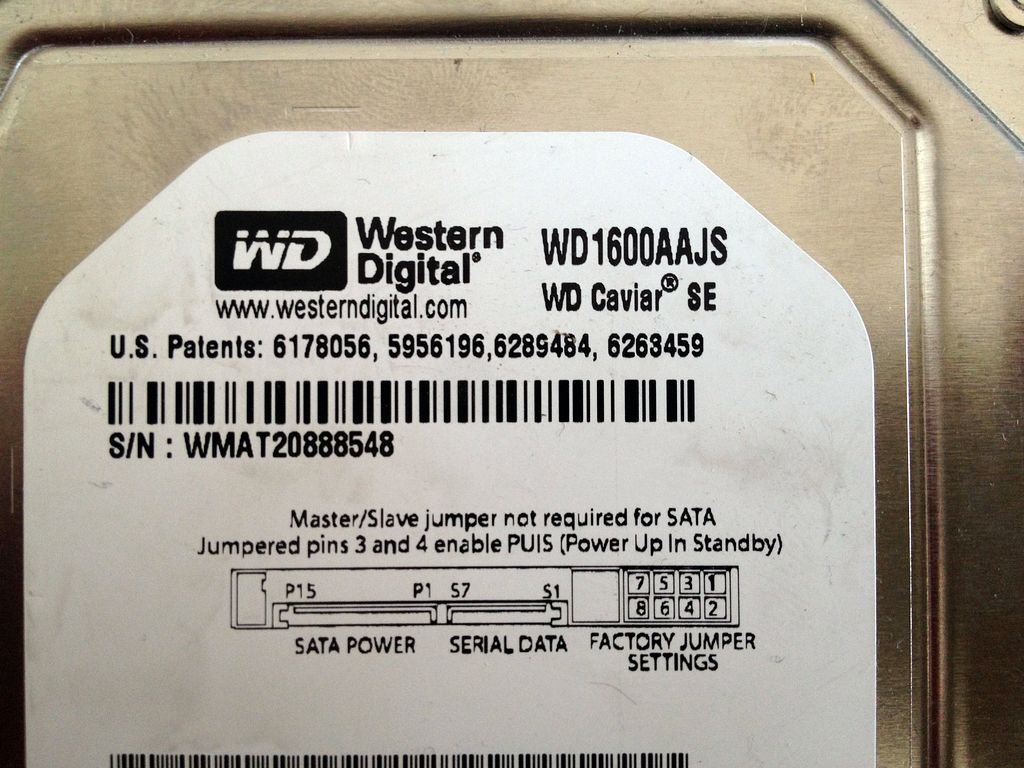 WD Western Digital®
WD1600AAJS
www.westerndigital.com
WD Caviar® SE
U.S. Patents: 6178056, 5956196,6289484, 6263459
S/N : WMAT20888548
Master/Slave jumper not required for SATA
Jumpered pins 3 and 4 enable PUIS (Power Up In Standby)
P15 P1 S7 S1 7 5 3 1
8 6 4 2
SATA POWER SERIAL DATA FACTORY JUMPER
SETTINGS